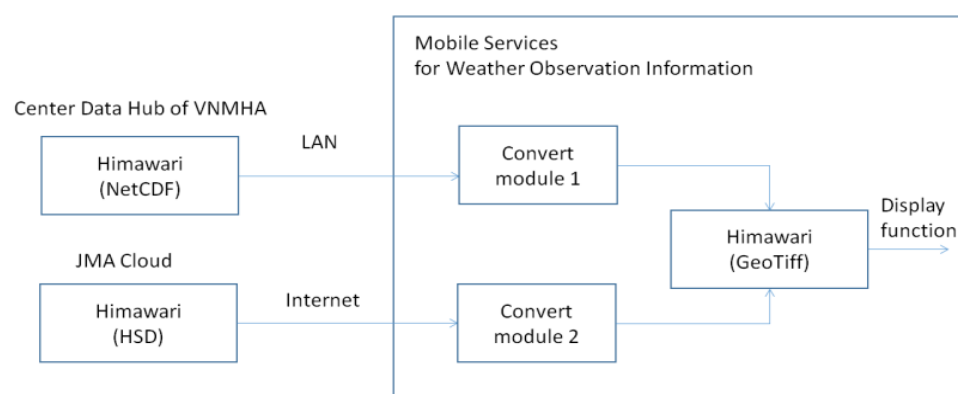 Mobile Services
for Weather Observation Information
Center Data Hub of VNMHA
LAN
Himawari
(NetCDF)
Convert
module 1
Display
function
Himawari
(GeoTiff)
JMA Cloud
Internet
Himawari
(HSD)
Convert
module 2